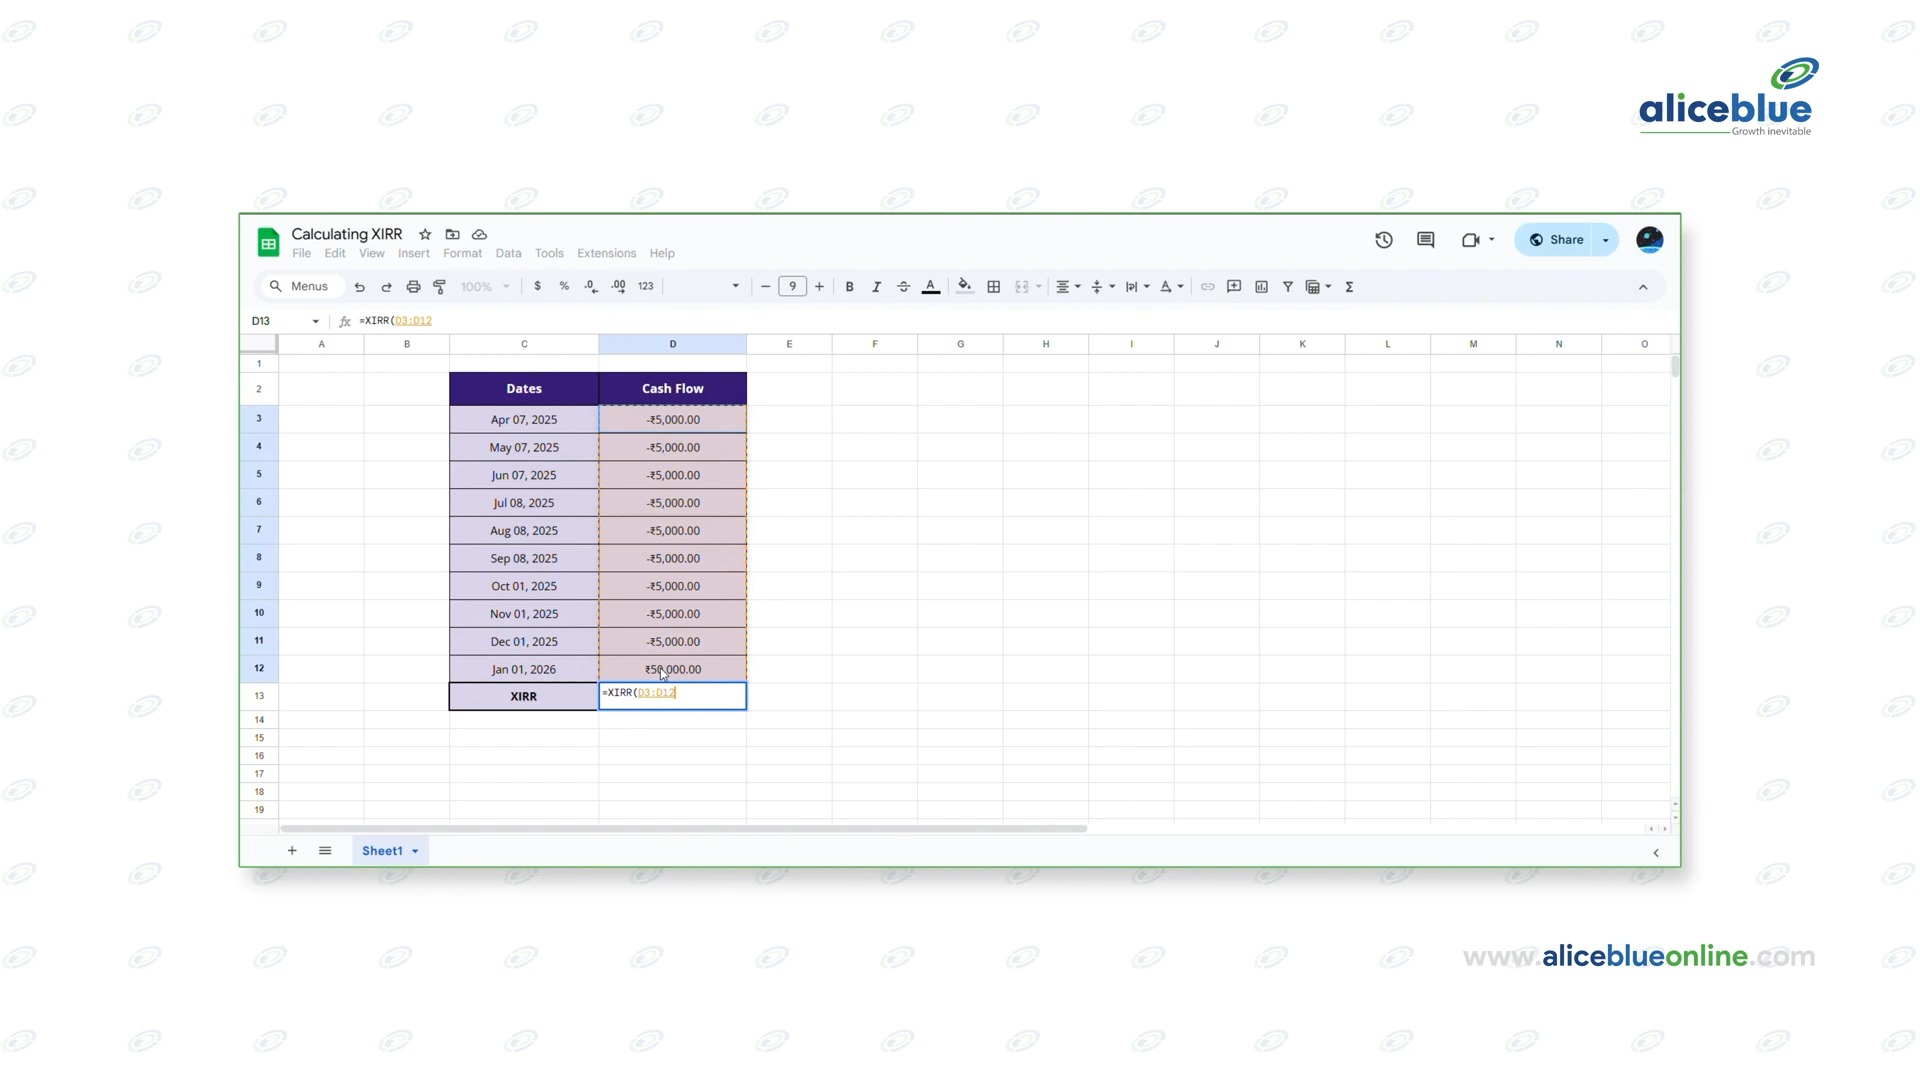 aliceblue
Growth inevitable
Calculating XIRR
File Edit View Insert Format Data Tools Extensions Help
Share
Menus 100% $ % .0 .00 123 9 B I S A Σ
D13 fx =XIRR(D3:D12
A B C D E F G H I J K L M N O
1
2 Dates Cash Flow
3 Apr 07, 2025 -₹5,000.00
4 May 07, 2025 -₹5,000.00
5 Jun 07, 2025 -₹5,000.00
6 Jul 08, 2025 -₹5,000.00
7 Aug 08, 2025 -₹5,000.00
8 Sep 08, 2025 -₹5,000.00
9 Oct 01, 2025 -₹5,000.00
10 Nov 01, 2025 -₹5,000.00
11 Dec 01, 2025 -₹5,000.00
12 Jan 01, 2026 ₹50,000.00
13 XIRR =XIRR(D3:D12
14
15
16
17
18
19
Sheet1
www.aliceblueonline.com